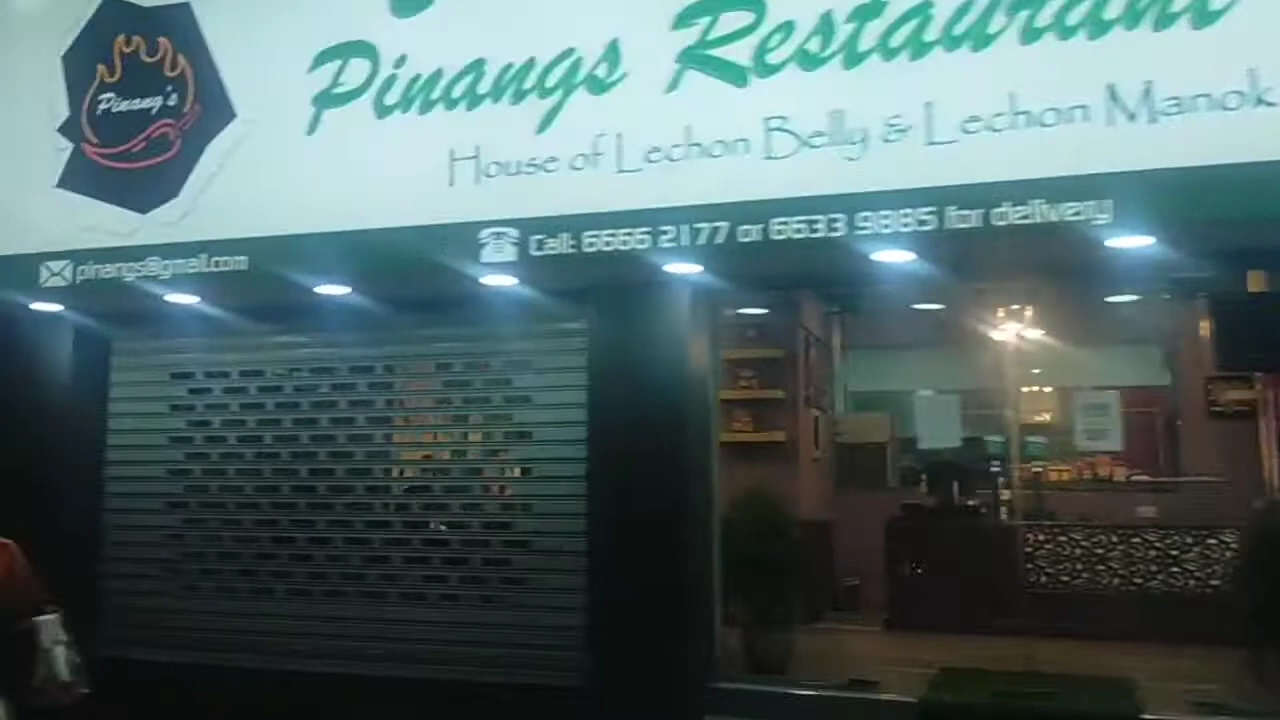 Pinang's
Pinangs Restaurant
House of Lechon Belly & Lechon Manok
Call: 6666 2177 or 6633 9885 for delivery
pinangs@gmail.com